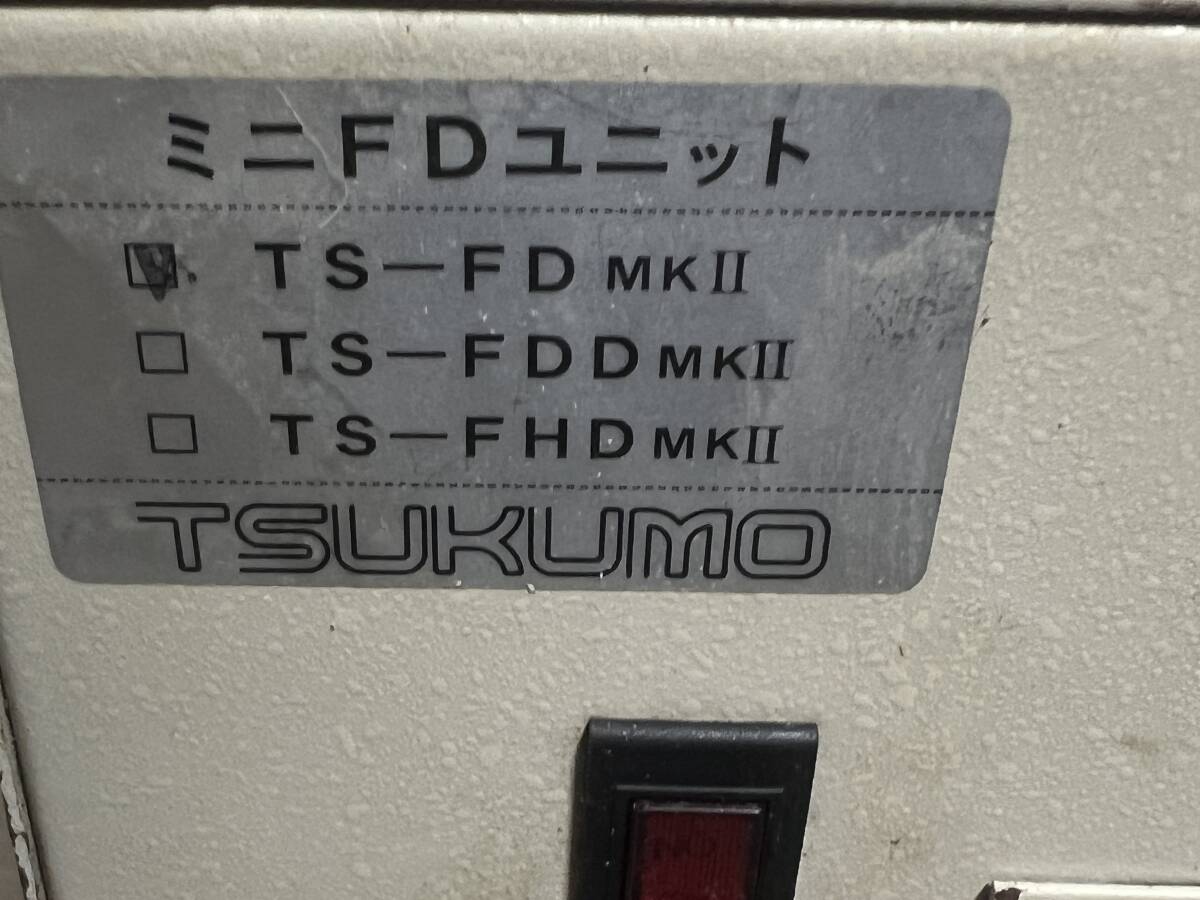 ミニFDユニット
☑ TS－FD MKII
☐ TS－FDD MKII
☐ TS－FHD MKII
TSUKUMO